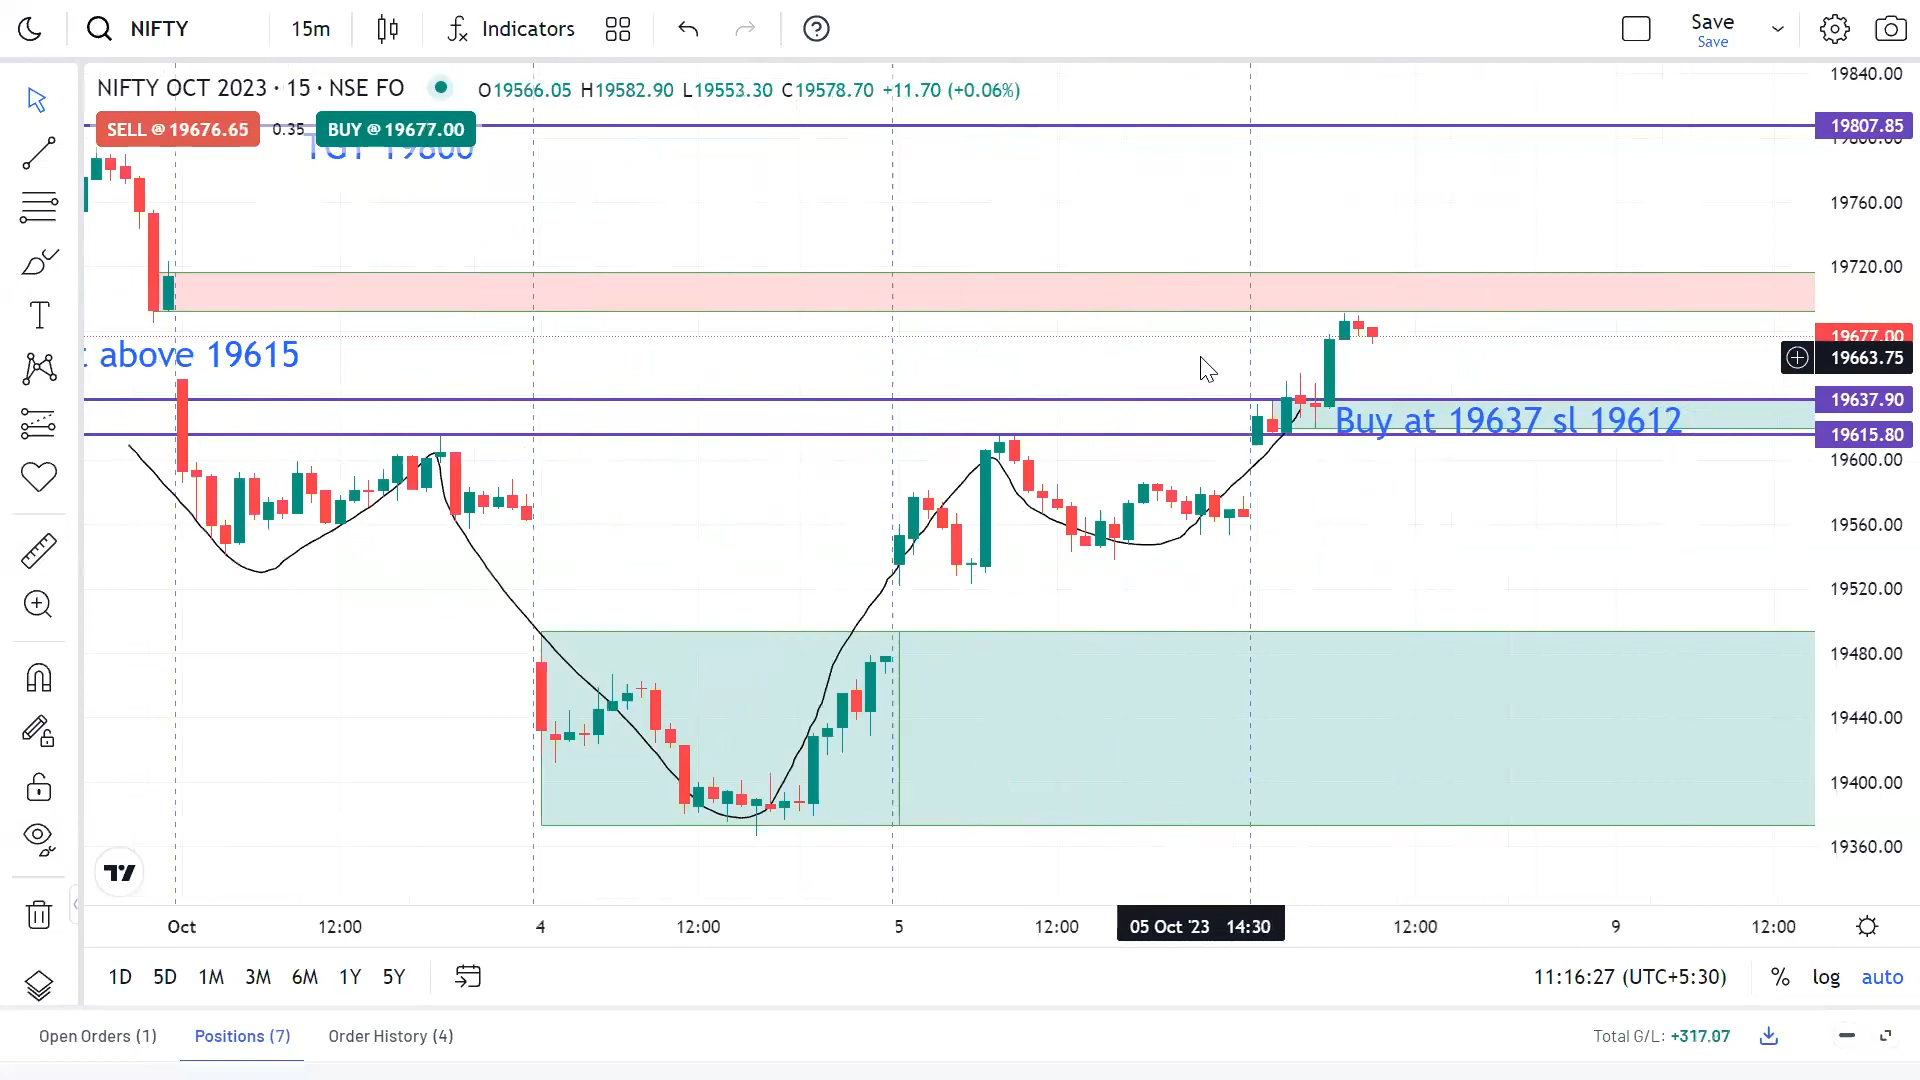 NIFTY 15m Indicators Save
Save
NIFTY OCT 2023 · 15 · NSE FO O19566.05 H19582.90 L19553.30 C19578.70 +11.70 (+0.06%)
SELL @ 19676.65 0.35 BUY @ 19677.00
TGT 19800
above 19615
Buy at 19637 sl 19612
19840.00
19807.85
19800.00
19760.00
19720.00
19677.00
19663.75
19637.90
19615.80
19600.00
19560.00
19520.00
19480.00
19440.00
19400.00
19360.00
Oct 12:00 4 12:00 5 12:00 05 Oct '23 14:30 12:00 9 12:00
1D 5D 1M 3M 6M 1Y 5Y 11:16:27 (UTC+5:30) % log auto
Open Orders (1) Positions (7) Order History (4) Total G/L: +317.07